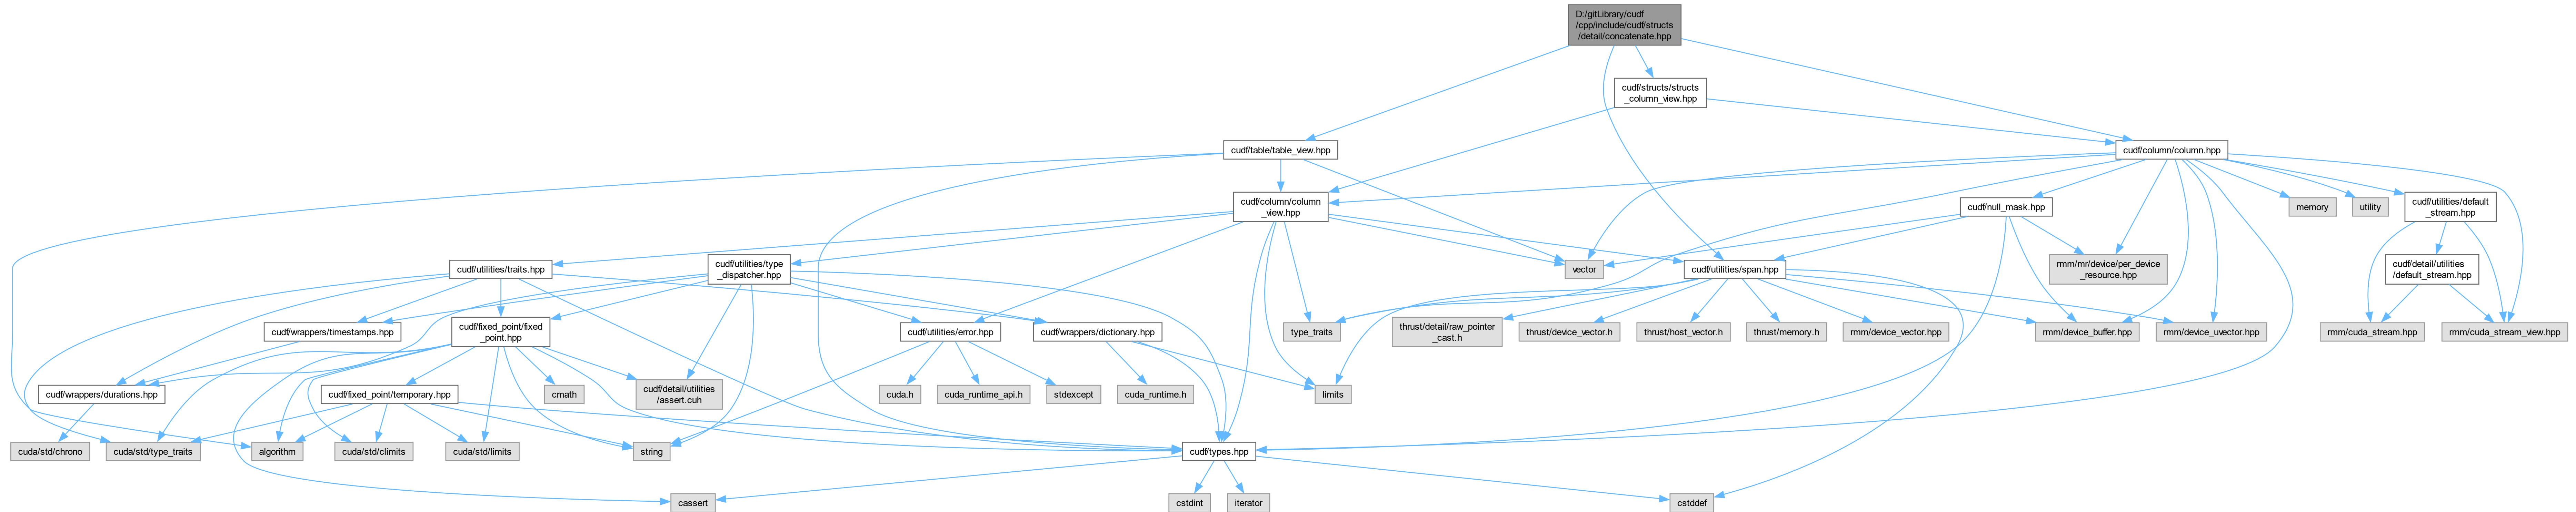 D:/gitLibrary/cudf
/cpp/include/cudf/structs
/detail/concatenate.hpp
cudf/structs/structs
_column_view.hpp
cudf/table/table_view.hpp
cudf/column/column.hpp
cudf/column/column
_view.hpp
cudf/null_mask.hpp
memory
utility
cudf/utilities/default
_stream.hpp
cudf/utilities/traits.hpp
cudf/utilities/type
_dispatcher.hpp
vector
cudf/utilities/span.hpp
rmm/mr/device/per_device
_resource.hpp
cudf/detail/utilities
/default_stream.hpp
cudf/wrappers/timestamps.hpp
cudf/fixed_point/fixed
_point.hpp
cudf/utilities/error.hpp
cudf/wrappers/dictionary.hpp
type_traits
thrust/detail/raw_pointer
_cast.h
thrust/device_vector.h
thrust/host_vector.h
thrust/memory.h
rmm/device_vector.hpp
rmm/device_buffer.hpp
rmm/device_uvector.hpp
rmm/cuda_stream.hpp
rmm/cuda_stream_view.hpp
cudf/wrappers/durations.hpp
cudf/fixed_point/temporary.hpp
cmath
cudf/detail/utilities
/assert.cuh
cuda.h
cuda_runtime_api.h
stdexcept
cuda_runtime.h
limits
cuda/std/chrono
cuda/std/type_traits
algorithm
cuda/std/climits
cuda/std/limits
string
cudf/types.hpp
cassert
cstdint
iterator
cstddef